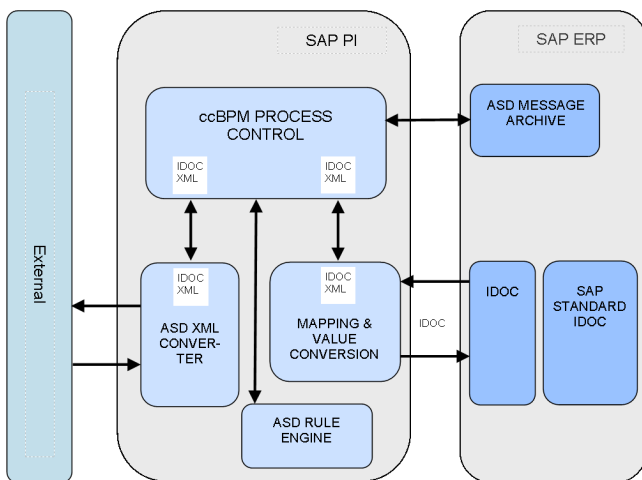 SAP PI
SAP ERP
ccBPM PROCESS
CONTROL
IDOC
XML
IDOC
XML
ASD MESSAGE
ARCHIVE
External
IDOC
XML
ASD XML
CONVER-
TER
IDOC
XML
MAPPING &
VALUE
CONVERSION
IDOC
IDOC
SAP
STANDARD
IDOC
ASD RULE
ENGINE